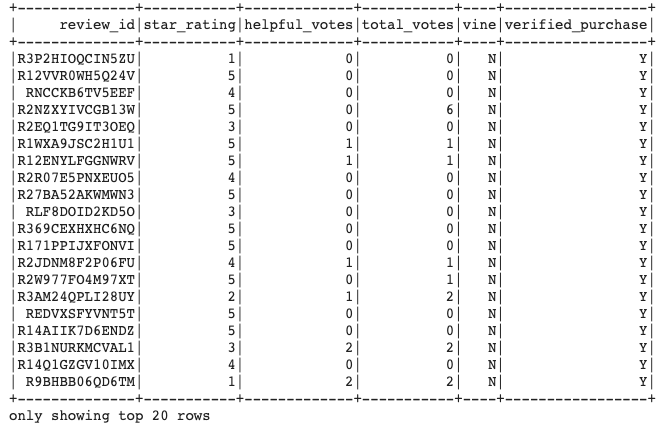 +--------------+-----------+-------------+-----------+----+-----------------+
|     review_id|star_rating|helpful_votes|total_votes|vine|verified_purchase|
+--------------+-----------+-------------+-----------+----+-----------------+
|R3P2HIOQCIN5ZU|          1|            0|          0|   N|                Y|
|R12VVR0WH5Q24V|          5|            0|          0|   N|                Y|
| RNCCKB6TV5EEF|          4|            0|          0|   N|                Y|
|R2NZXYIVCGB13W|          5|            0|          6|   N|                Y|
|R2EQ1TG9IT3OEQ|          3|            0|          0|   N|                Y|
|R1WXA9JSC2H1U1|          5|            1|          1|   N|                Y|
|R12ENYLFGGNWRV|          5|            1|          1|   N|                Y|
|R2R07E5PNXEUO5|          4|            0|          0|   N|                Y|
|R27BA52AKWMWN3|          5|            0|          0|   N|                Y|
| RLF8DOID2KD5O|          3|            0|          0|   N|                Y|
|R369CEXHXHC6NQ|          5|            0|          0|   N|                Y|
|R171PPIJXFONVI|          5|            0|          0|   N|                Y|
|R2JDNM8F2P06FU|          4|            1|          1|   N|                Y|
|R2W977FO4M97XT|          5|            0|          1|   N|                Y|
|R3AM24QPLI28UY|          2|            1|          2|   N|                Y|
| REDVXSFYVNT5T|          5|            0|          0|   N|                Y|
|R14AIIK7D6ENDZ|          5|            0|          0|   N|                Y|
|R3B1NURKMCVAL1|          3|            2|          2|   N|                Y|
|R14Q1GZGV10IMX|          4|            0|          0|   N|                Y|
| R9BHBB06QD6TM|          1|            2|          2|   N|                Y|
+--------------+-----------+-------------+-----------+----+-----------------+
only showing top 20 rows